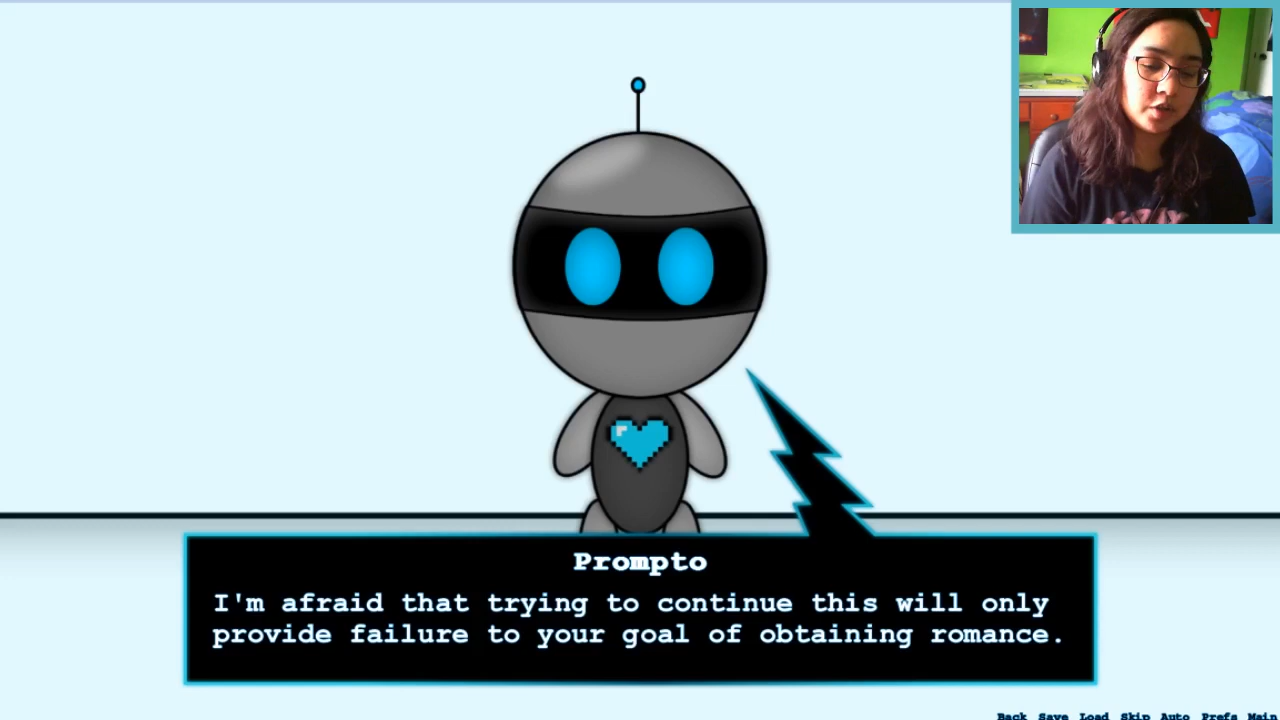 Prompto
I'm afraid that trying to continue this will only
provide failure to your goal of obtaining romance.
Back Save Load Skip Auto Prefs Main